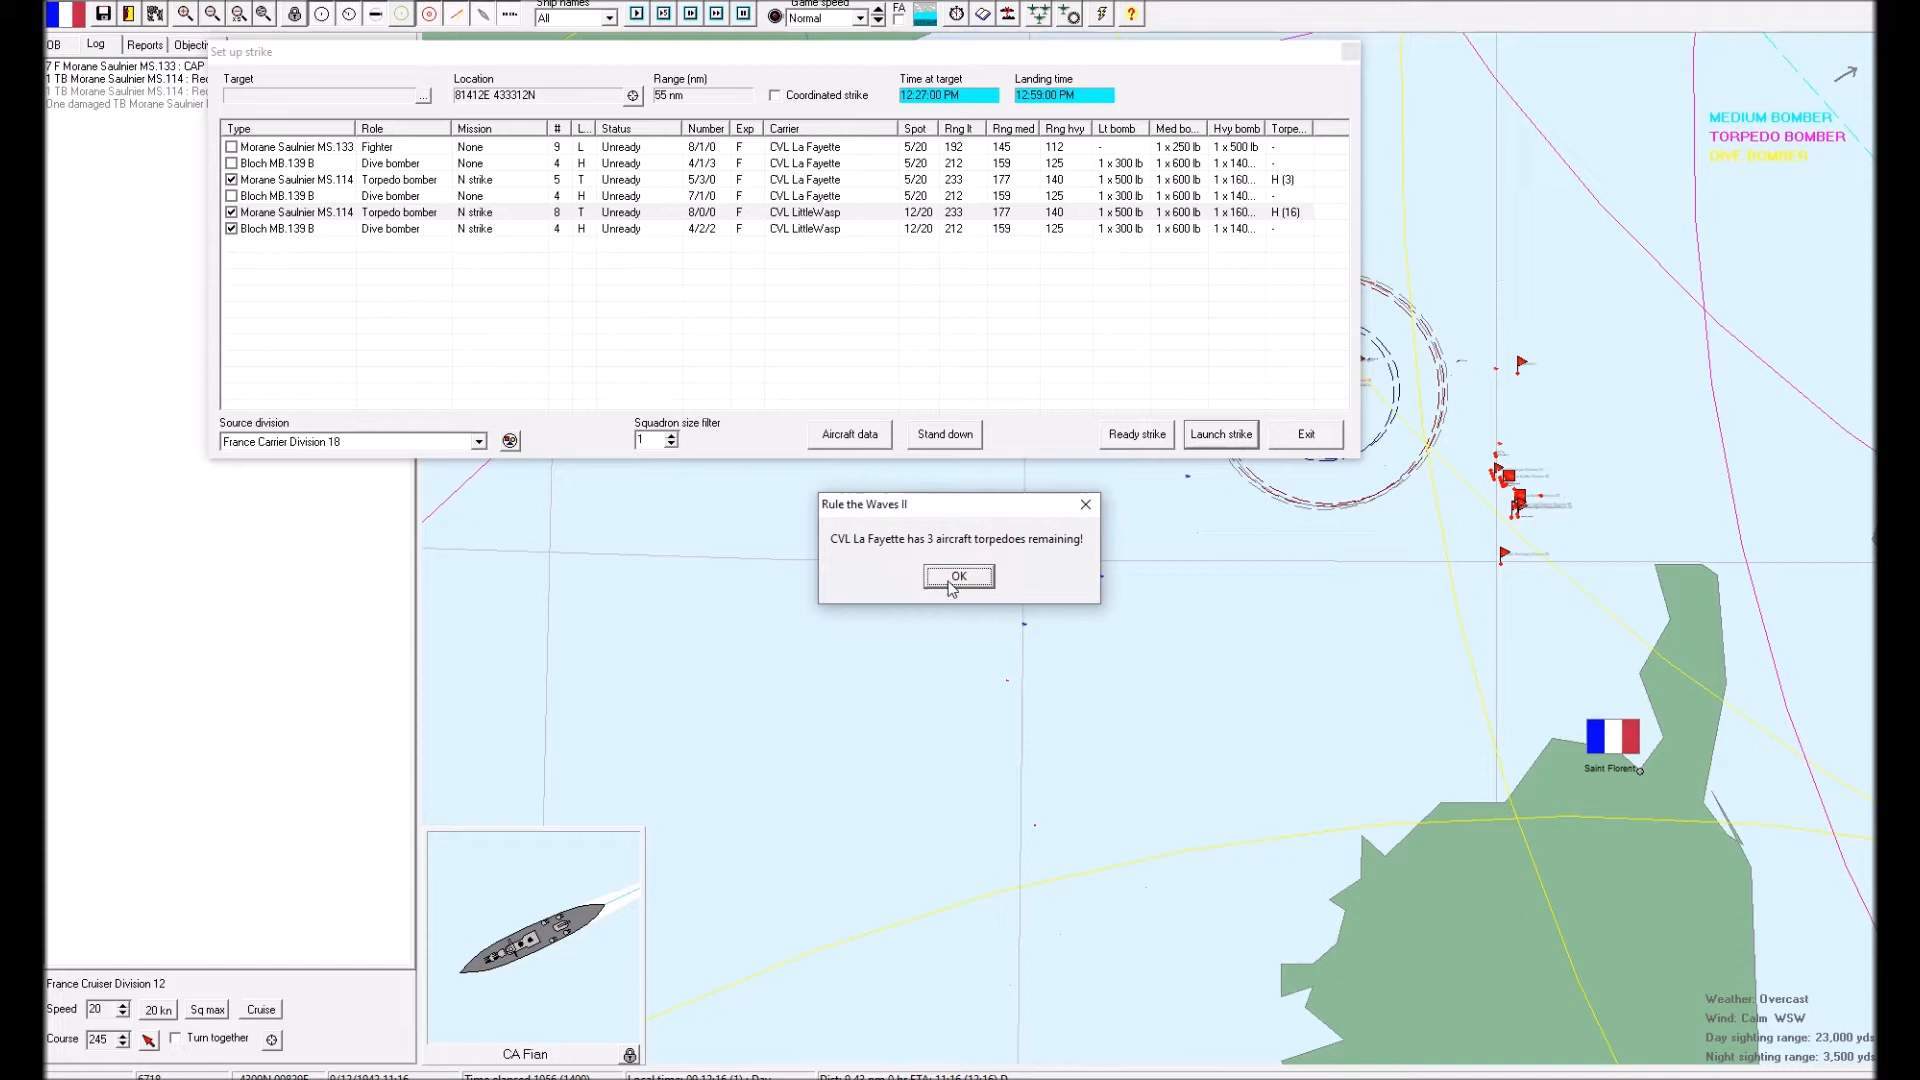 Ship names
All
Game speed
Normal
FA
OB
Log
Reports
Set up strike
7 F Morane Saulnier MS.133 : CAP
1 TB Morane Saulnier MS.114 : Rec
1 TB Morane Saulnier MS.114 : Rec
One damaged TB Morane Saulnier
Target
Location
Range (nm)
Time at target
Landing time
...
81412E 433312N
55 nm
Coordinated strike
12:27:00 PM
12:59:00 PM
Type Role Mission # L... Status Number Exp Carrier Spot Rng lt Rng med Rng hvy Lt bomb Med bo... Hvy bomb Torpe...
Morane Saulnier MS.133 Fighter None 9 L Unready 8/1/0 F CVL La Fayette 5/20 192 145 112 - 1 x 250 lb 1 x 500 lb -
Bloch MB.139 B Dive bomber None 4 H Unready 4/1/3 F CVL La Fayette 5/20 212 159 125 1 x 300 lb 1 x 600 lb 1 x 140... -
Morane Saulnier MS.114 Torpedo bomber N strike 5 T Unready 5/3/0 F CVL La Fayette 5/20 233 177 140 1 x 500 lb 1 x 600 lb 1 x 160... H (3)
Bloch MB.139 B Dive bomber None 4 H Unready 7/1/0 F CVL La Fayette 5/20 212 159 125 1 x 300 lb 1 x 600 lb 1 x 140... -
Morane Saulnier MS.114 Torpedo bomber N strike 8 T Unready 8/0/0 F CVL LittleWasp 12/20 233 177 140 1 x 500 lb 1 x 600 lb 1 x 160... H (16)
Bloch MB.139 B Dive bomber N strike 4 H Unready 4/2/2 F CVL LittleWasp 12/20 212 159 125 1 x 300 lb 1 x 600 lb 1 x 140... -
Source division
France Carrier Division 18
Squadron size filter
1
Aircraft data
Stand down
Ready strike
Launch strike
Exit
MEDIUM BOMBER
TORPEDO BOMBER
DIVE BOMBER
Rule the Waves II
CVL La Fayette has 3 aircraft torpedoes remaining!
OK
Saint Florent
France Cruiser Division 12
Speed 20 20 kn Sq max Cruise
Course 245 Turn together
CA Fian
Weather: Overcast
Wind: Calm WSW
Day sighting range: 23,000 yds
Night sighting range: 3,500 yds